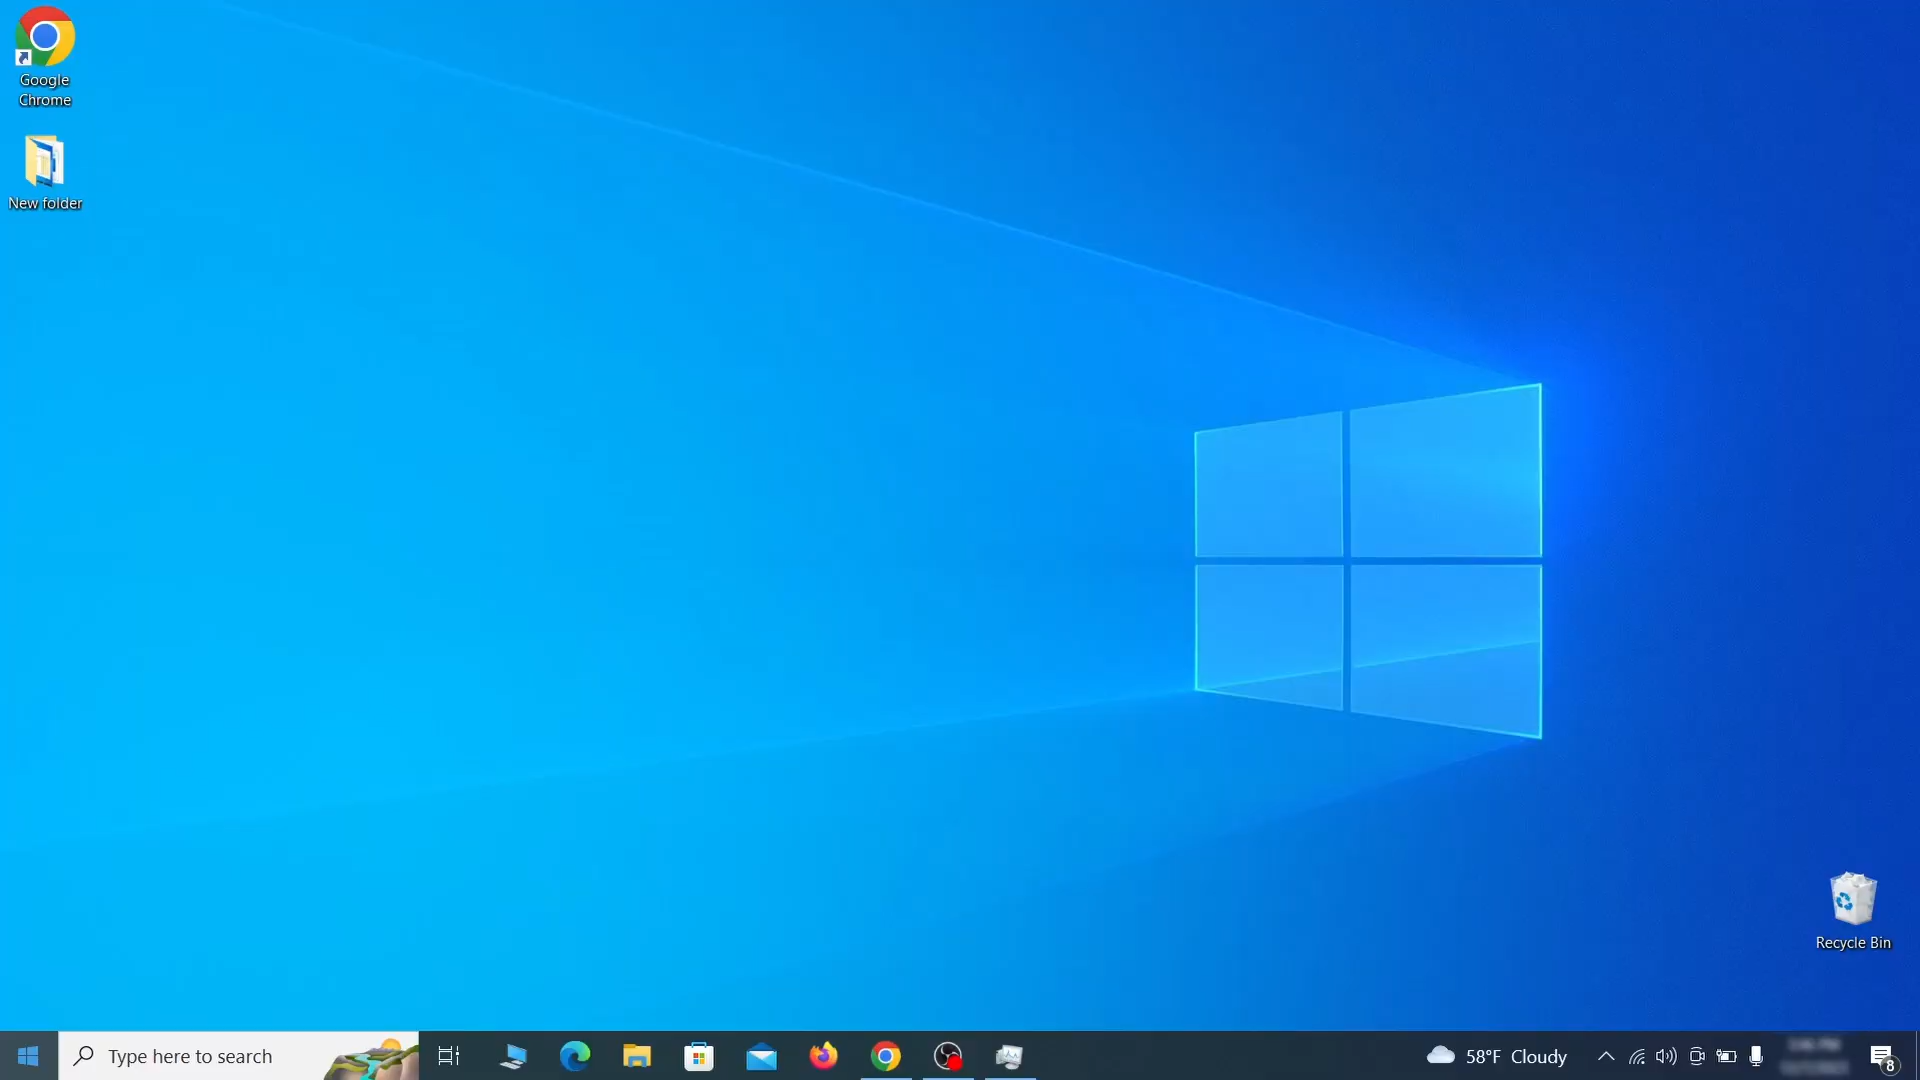 Google
Chrome
New folder
Recycle Bin
Type here to search
58°F Cloudy
8